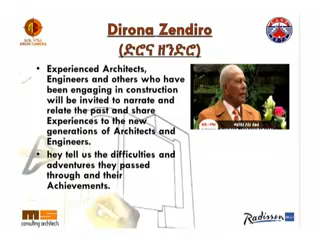 Dirona Zendiro
(ድሮና ዘንድሮ)
• Experienced Architects,
Engineers and others who have
been engaging in construction
will be invited to narrate and
relate the past and share
Experiences to the new
generations of Architects and
Engineers.
• hey tell us the difficulties and
adventures they passed
through and their
Achievements.
consulting architects
Radisson